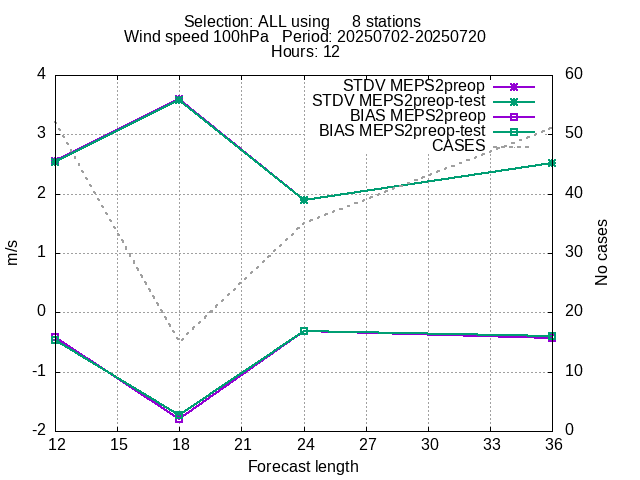 Selection: ALL using 8 stations
Wind speed 100hPa Period: 20250702-20250720
Hours: 12
STDV MEPS2preop
STDV MEPS2preop-test
BIAS MEPS2preop
BIAS MEPS2preop-test
CASES
4
3
2
1
0
-1
-2
m/s
60
50
40
30
20
10
0
No cases
12 15 18 21 24 27 30 33 36
Forecast length